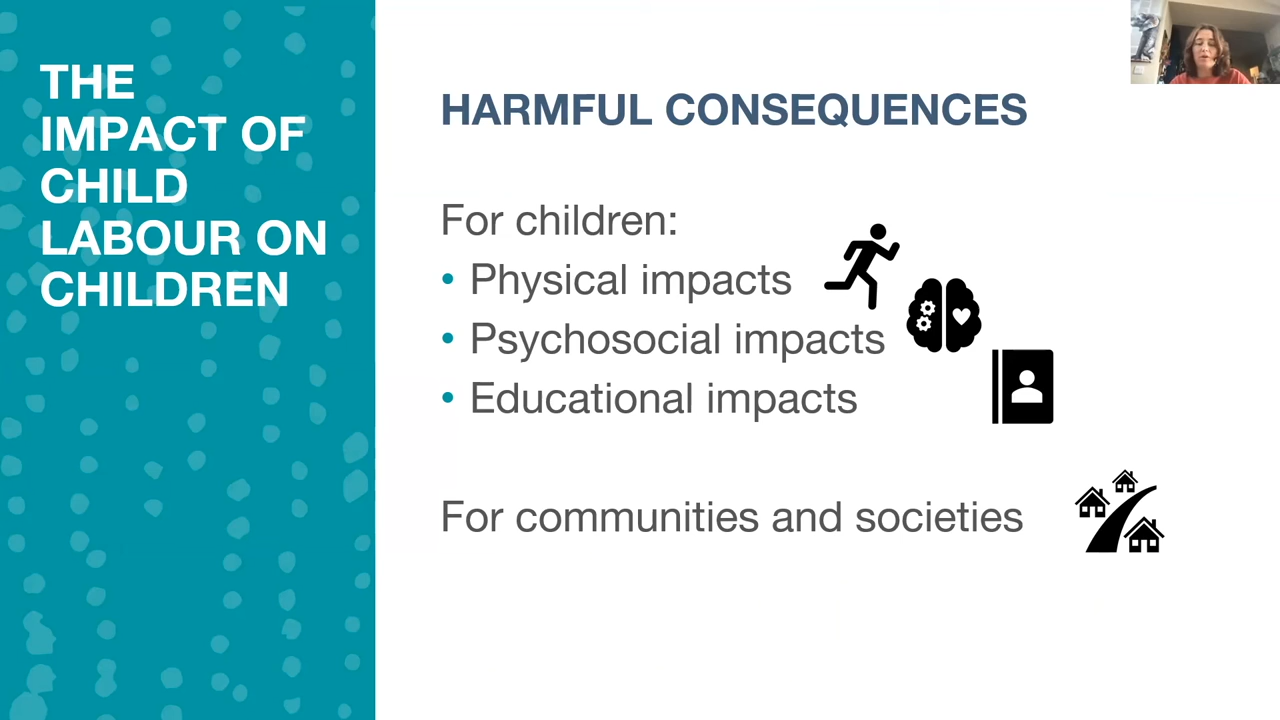 THE
IMPACT OF
CHILD
LABOUR ON
CHILDREN
HARMFUL CONSEQUENCES
For children:
• Physical impacts
• Psychosocial impacts
• Educational impacts
For communities and societies